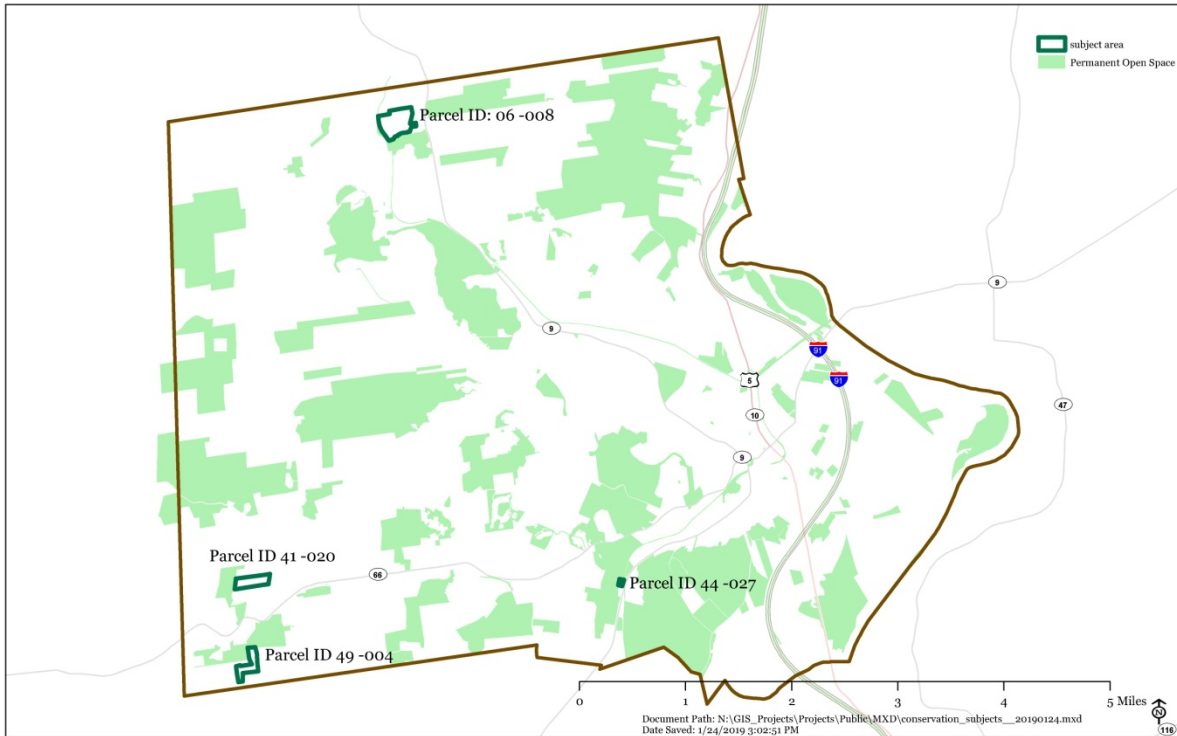 subject area
Permanent Open Space
Parcel ID: 06 -008
9
9
91
5
91
47
10
9
Parcel ID 41 -020
66
Parcel ID 44 -027
Parcel ID 49 -004
0 1 2 3 4 5 Miles
N
Document Path: N:\GIS_Projects\Projects\Public\MXD\conservation_subjects__20190124.mxd
Date Saved: 1/24/2019 3:02:51 PM
116